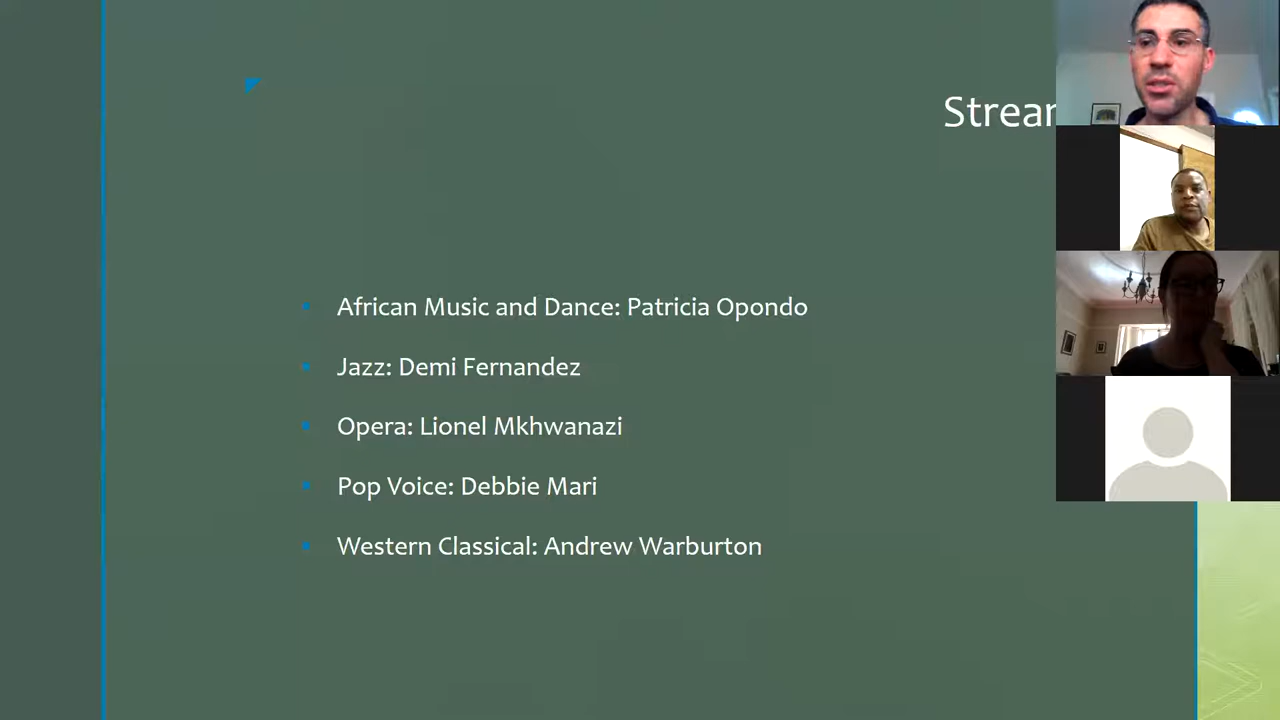 African Music and Dance: Patricia Opondo
Jazz: Demi Fernandez
Opera: Lionel Mkhwanazi
Pop Voice: Debbie Mari
Western Classical: Andrew Warburton